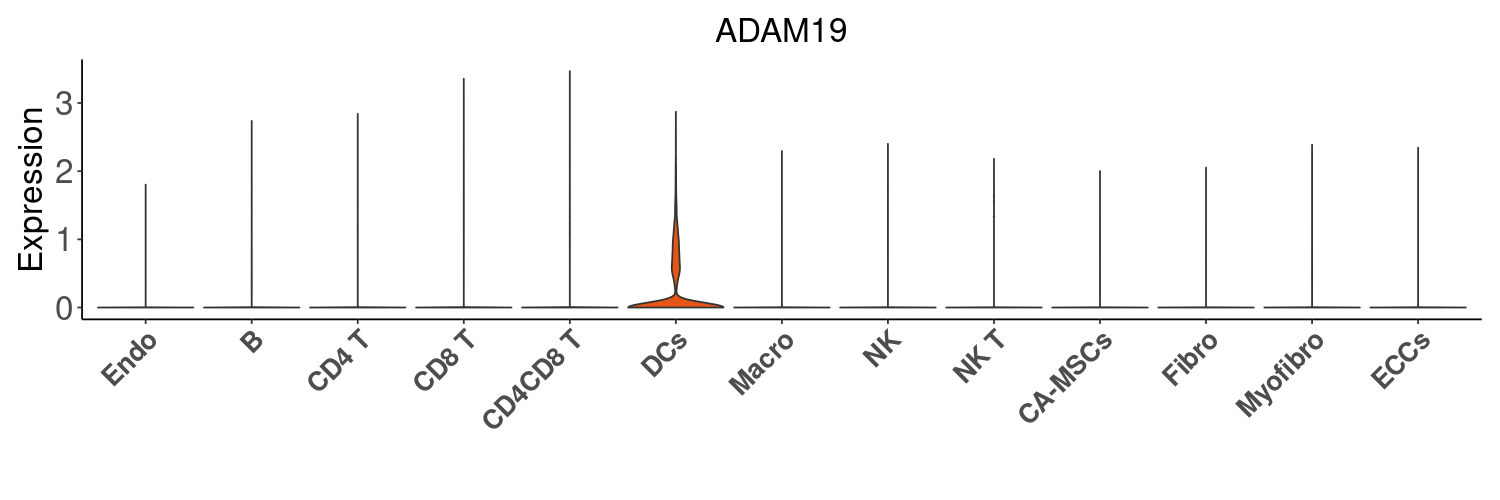 ADAM19
Expression
3
2
1
0
Endo
B
CD4 T
CD8 T
CD4CD8 T
DCs
Macro
NK
NK T
CA-MSCs
Fibro
Myofibro
ECCs